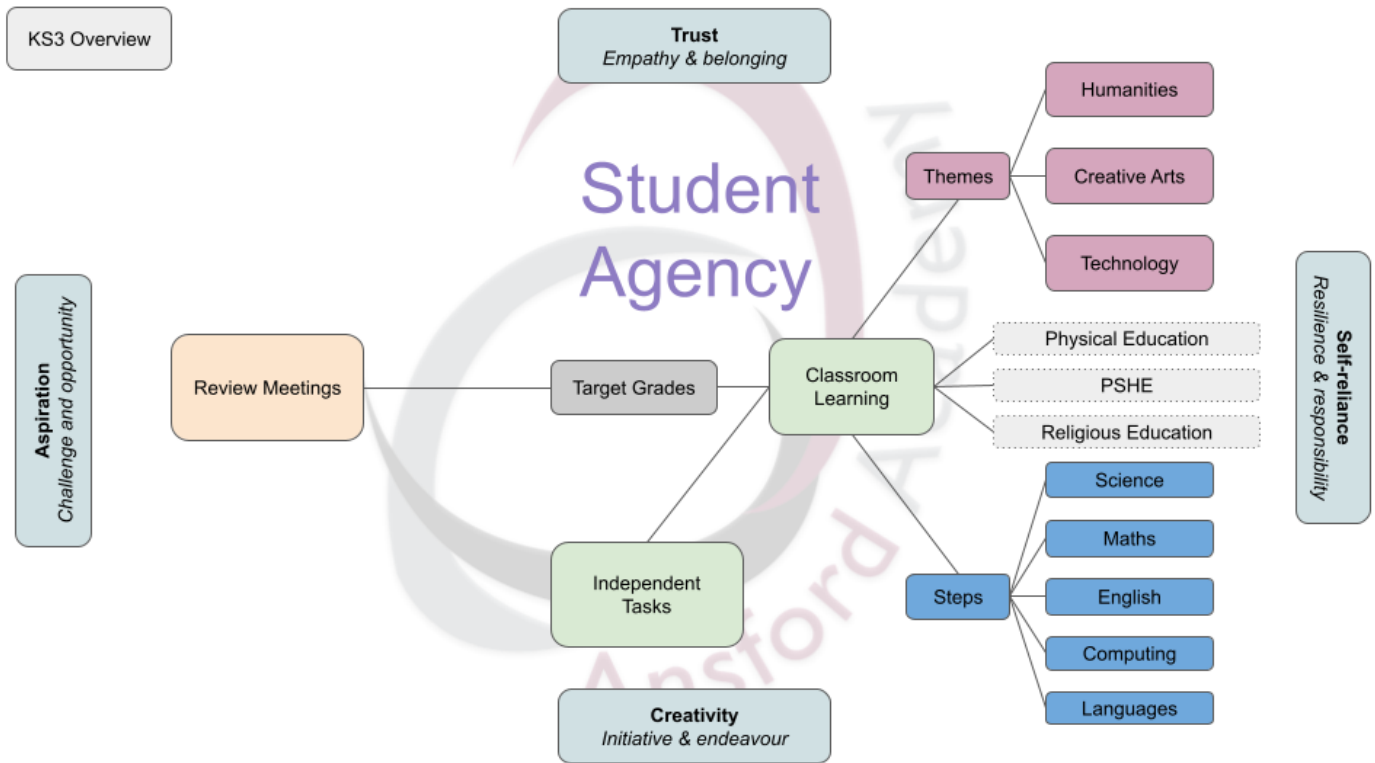 KS3 Overview
Trust
Empathy & belonging
Student
Agency
Themes
Humanities
Creative Arts
Technology
Aspiration
Challenge and opportunity
Review Meetings
Target Grades
Classroom
Learning
Physical Education
PSHE
Religious Education
Self-reliance
Resilience & responsibility
Independent
Tasks
Steps
Science
Maths
English
Computing
Languages
Creativity
Initiative & endeavour
Ansford Academy